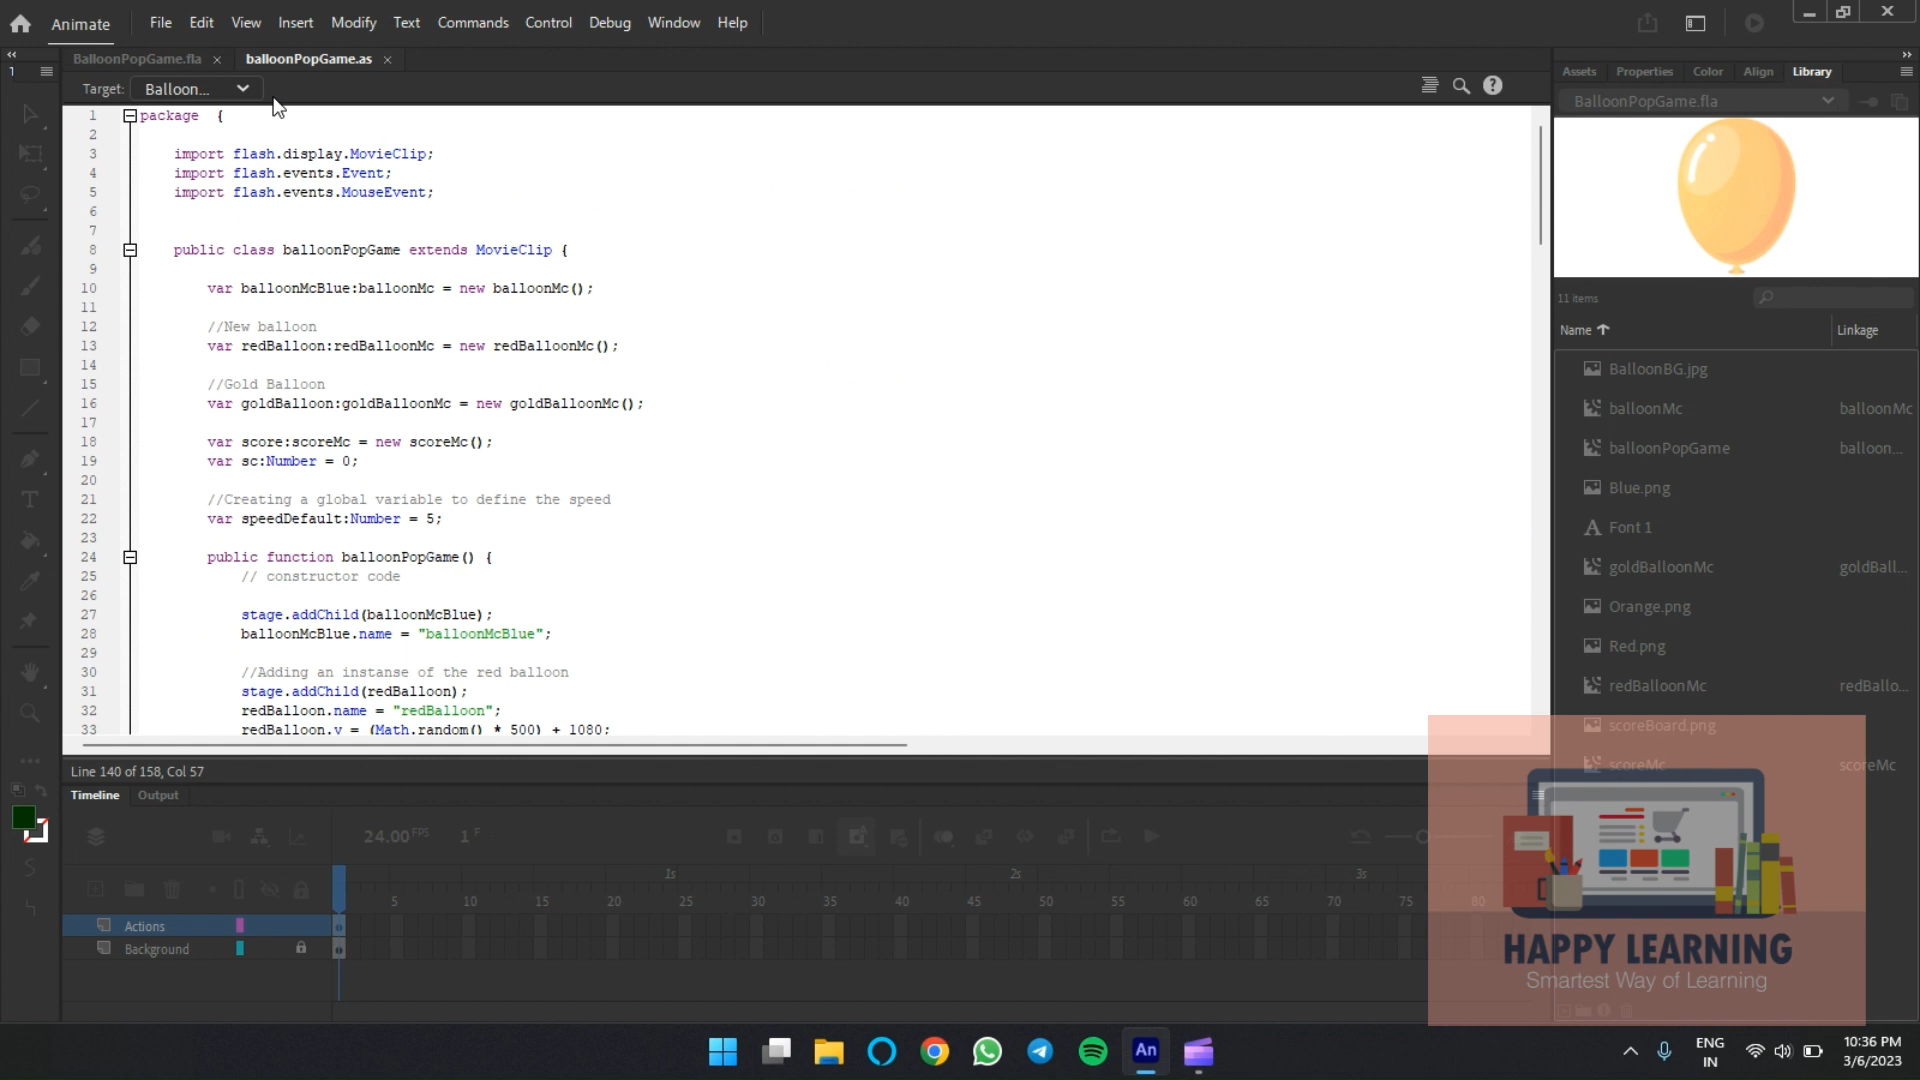 Animate
File Edit View Insert Modify Text Commands Control Debug Window Help
BalloonPopGame.fla
balloonPopGame.as
1
Target: Balloon...
1 package {
2
3 import flash.display.MovieClip;
4 import flash.events.Event;
5 import flash.events.MouseEvent;
6
7
8 public class balloonPopGame extends MovieClip {
9
10 var balloonMcBlue:balloonMc = new balloonMc();
11
12 //New balloon
13 var redBalloon:redBalloonMc = new redBalloonMc();
14
15 //Gold Balloon
16 var goldBalloon:goldBalloonMc = new goldBalloonMc();
17
18 var score:scoreMc = new scoreMc();
19 var sc:Number = 0;
20
21 //Creating a global variable to define the speed
22 var speedDefault:Number = 5;
23
24 public function balloonPopGame() {
25 // constructor code
26
27 stage.addChild(balloonMcBlue);
28 balloonMcBlue.name = "balloonMcBlue";
29
30 //Adding an instanse of the red balloon
31 stage.addChild(redBalloon);
32 redBalloon.name = "redBalloon";
33 redBalloon.y = (Math.random() * 500) + 1080;
Line 140 of 158, Col 57
Timeline Output
24.00 FPS 1 F
1s 2s 3s
5 10 15 20 25 30 35 40 45 50 55 60 65 70 75 80
Actions
Background
Assets Properties Color Align Library
BalloonPopGame.fla
11 items
Name Linkage
BalloonBG.jpg
balloonMc balloonMc
balloonPopGame balloon...
Blue.png
Font 1
goldBalloonMc goldBall...
Orange.png
Red.png
redBalloonMc redBallo...
scoreBoard.png
scoreMc scoreMc
HAPPY LEARNING
Smartest Way of Learning
An
ENG
IN
10:36 PM
3/6/2023